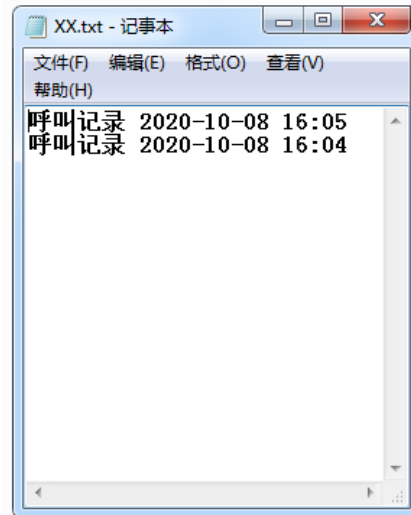 XX.txt - 记事本
文件(F) 编辑(E) 格式(O) 查看(V)
帮助(H)
呼叫记录 2020-10-08 16:05
呼叫记录 2020-10-08 16:04